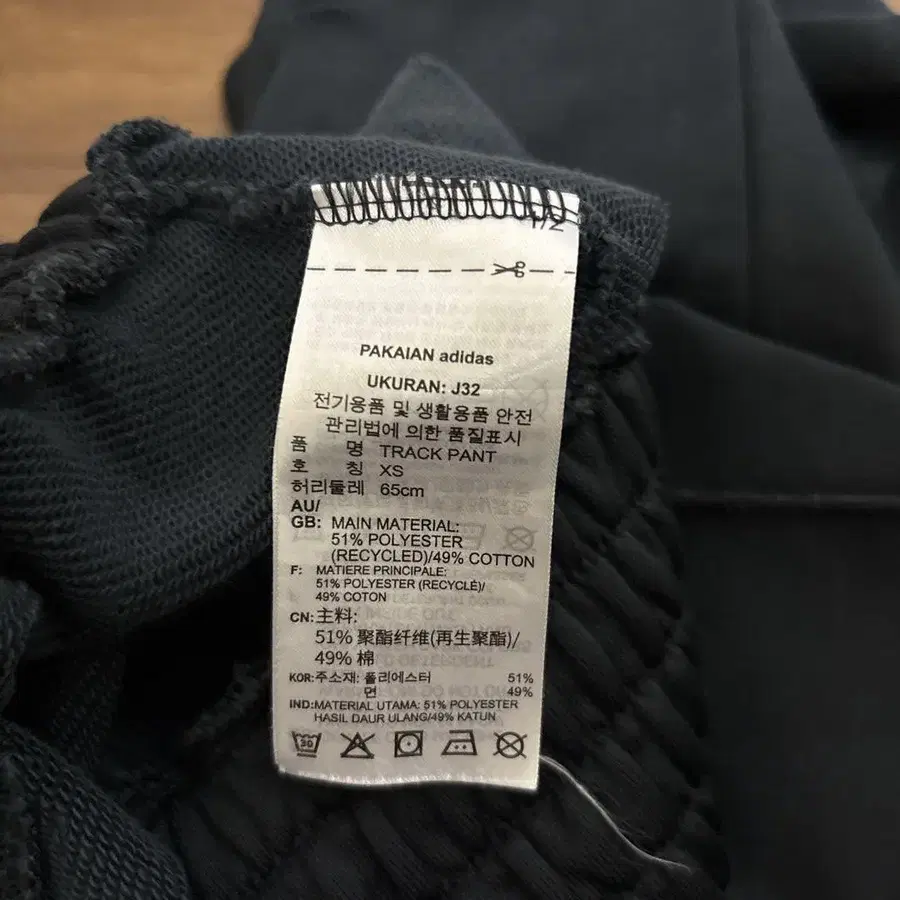 1/2
PAKAIAN adidas
UKURAN: J32
전기용품 및 생활용품 안전
관리법에 의한 품질표시
품 명 TRACK PANT
호 칭 XS
허리둘레 65cm
AU/
GB: MAIN MATERIAL:
51% POLYESTER
(RECYCLED)/49% COTTON
F: MATIERE PRINCIPALE:
51% POLYESTER (RECYCLÉ)/
49% COTON
CN: 主料:
51% 聚酯纤维(再生聚酯)/
49% 棉
KOR: 주소재: 폴리에스터 51%
면 49%
IND: MATERIAL UTAMA: 51% POLYESTER
HASIL DAUR ULANG/49% KATUN
30